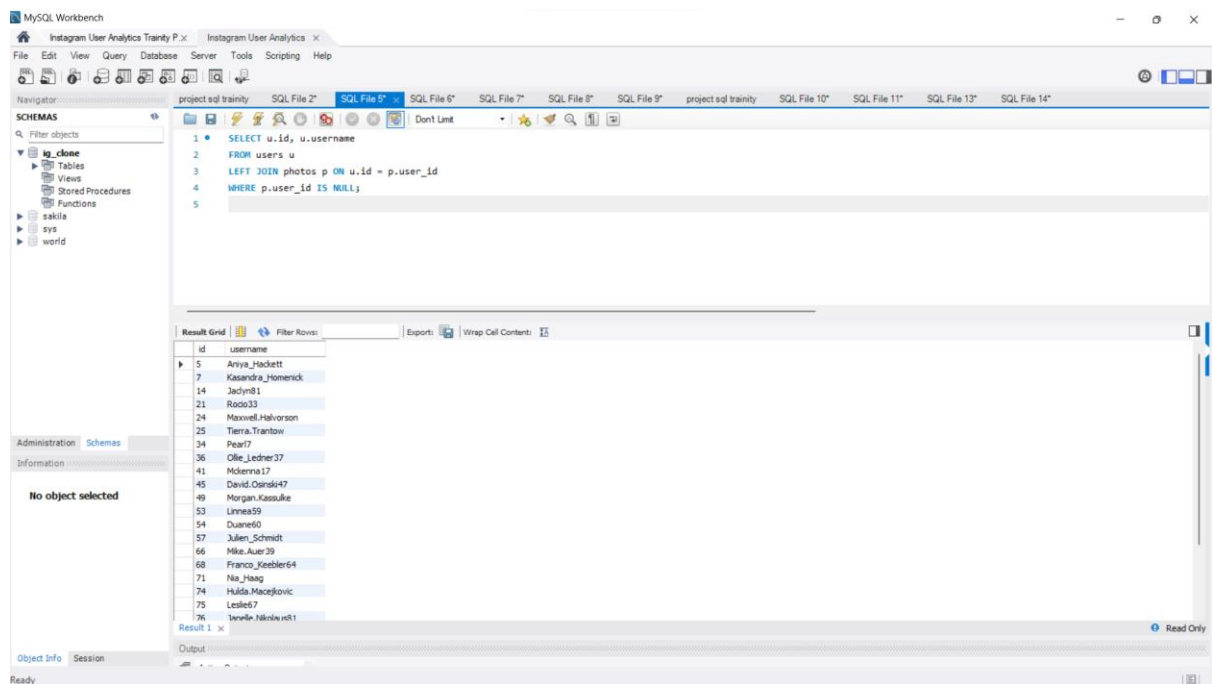 MySQL Workbench
Instagram User Analytics Trainty P. × Instagram User Analytics ×
File Edit View Query Database Server Tools Scripting Help
Navigator
project sql trainity SQL File 2* SQL File 5* × SQL File 6* SQL File 7* SQL File 8* SQL File 9* project sql trainity SQL File 10* SQL File 11* SQL File 13* SQL File 14*
SCHEMAS
Filter objects
ig_clone
Tables
Views
Stored Procedures
Functions
sakila
sys
world
Don't Limit
1 SELECT u.id, u.username
2 FROM users u
3 LEFT JOIN photos p ON u.id = p.user_id
4 WHERE p.user_id IS NULL;
5
Result Grid Filter Rows: Export: Wrap Cell Content:
id username
5 Aniya_Hackett
7 Kasandra_Homenick
14 Jaclyn81
21 Rocio33
24 Maxwell.Halvorson
25 Tierra.Trantow
34 Pearl7
36 Ollie_Ledner37
41 Mckenna17
45 David.Osinski47
49 Morgan.Kassulke
53 Linnea59
54 Duane60
57 Julien_Schmidt
66 Mike.Auer39
68 Franco_Keebler64
71 Nia_Haag
74 Hulda.Macejkovic
75 Leslie67
76 Janelle.Nikolaus81
Administration Schemas
Information
No object selected
Result 1 ×
Read Only
Output
Object Info Session
Ready